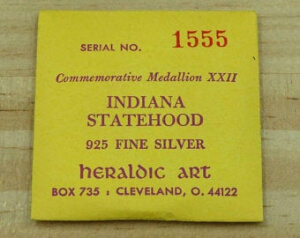 SERIAL NO. 1555
Commemorative Medallion XXII
INDIANA
STATEHOOD
925 FINE SILVER
heraldic art
BOX 735 : CLEVELAND, O. 44122